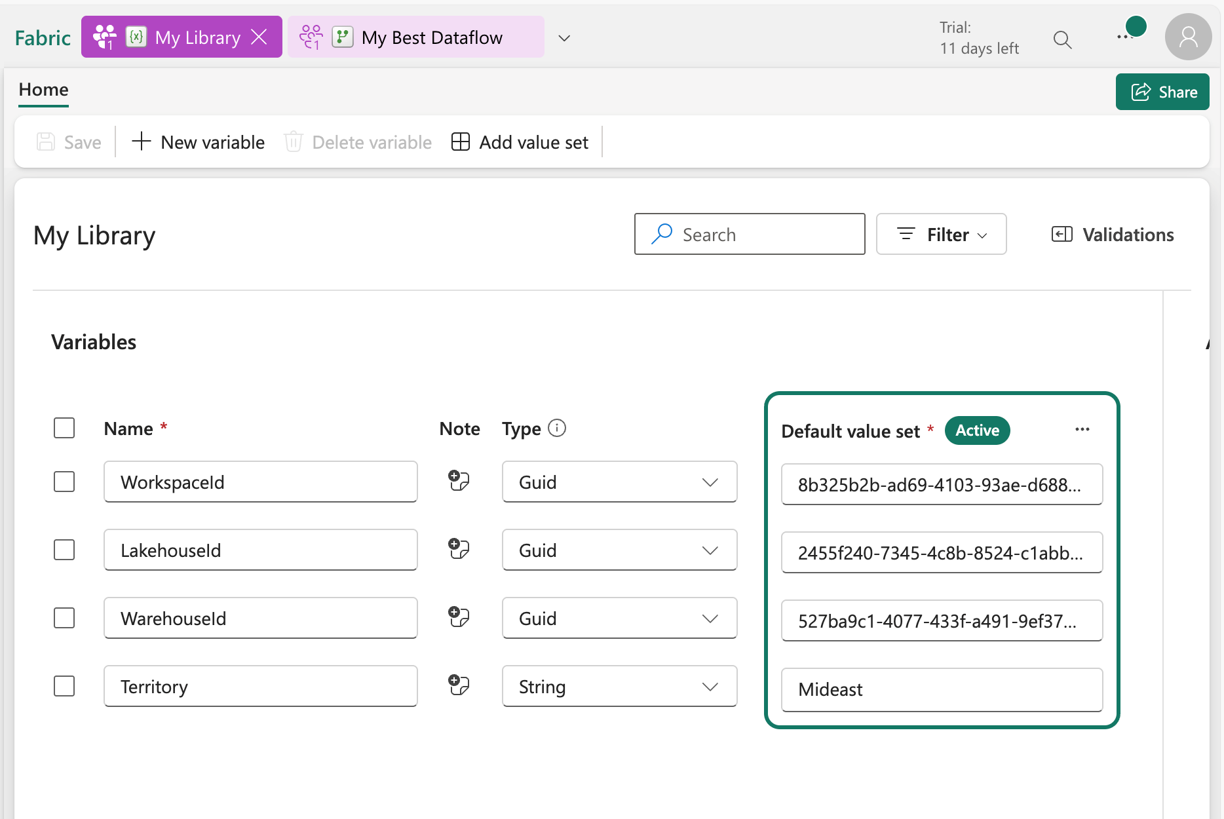 Fabric
1 {x} My Library
1 My Best Dataflow
Trial:
11 days left
Home
Share
Save
New variable
Delete variable
Add value set
My Library
Search
Filter
Validations
Variables
Name *
Note
Type
Default value set * Active
WorkspaceId
Guid
8b325b2b-ad69-4103-93ae-d688...
LakehouseId
Guid
2455f240-7345-4c8b-8524-c1abb...
WarehouseId
Guid
527ba9c1-4077-433f-a491-9ef37...
Territory
String
Mideast